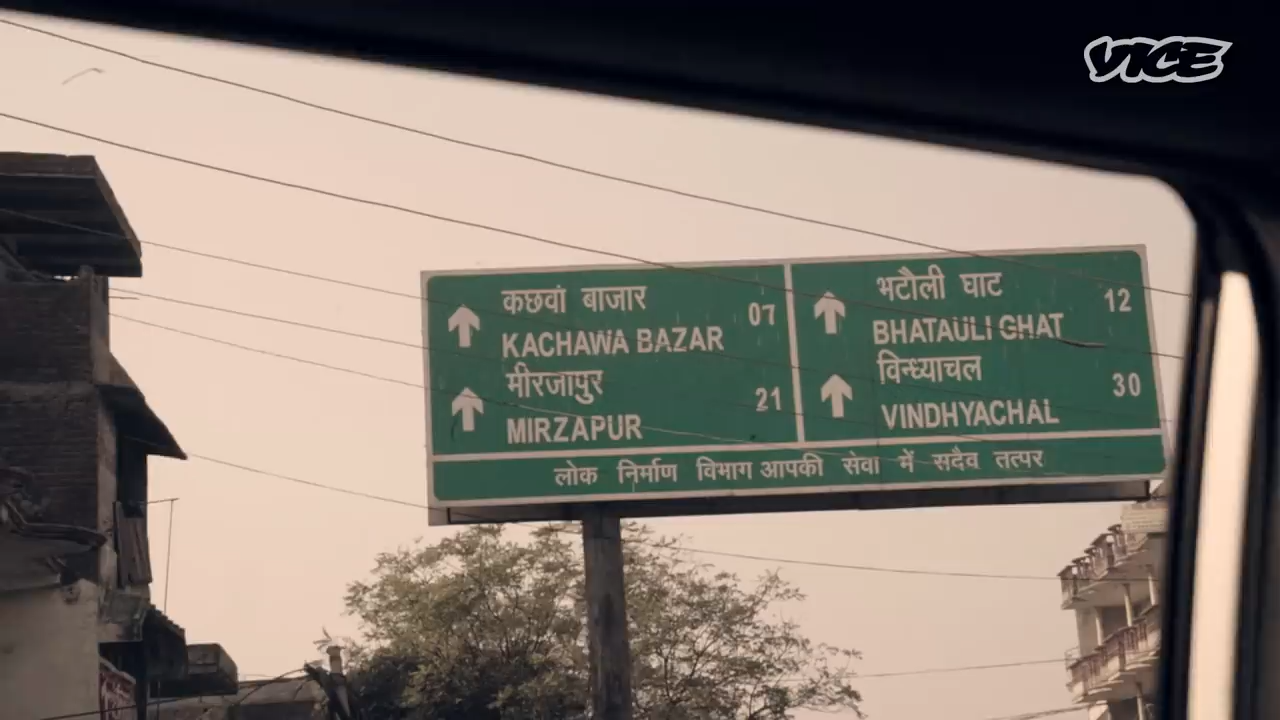 VICE
कछवां बाजार 07
KACHAWA BAZAR
मीरजापुर 21
MIRZAPUR
भटौली घाट 12
BHATAULI GHAT
विन्ध्याचल 30
VINDHYACHAL
लोक निर्माण विभाग आपकी सेवा में सदैव तत्पर